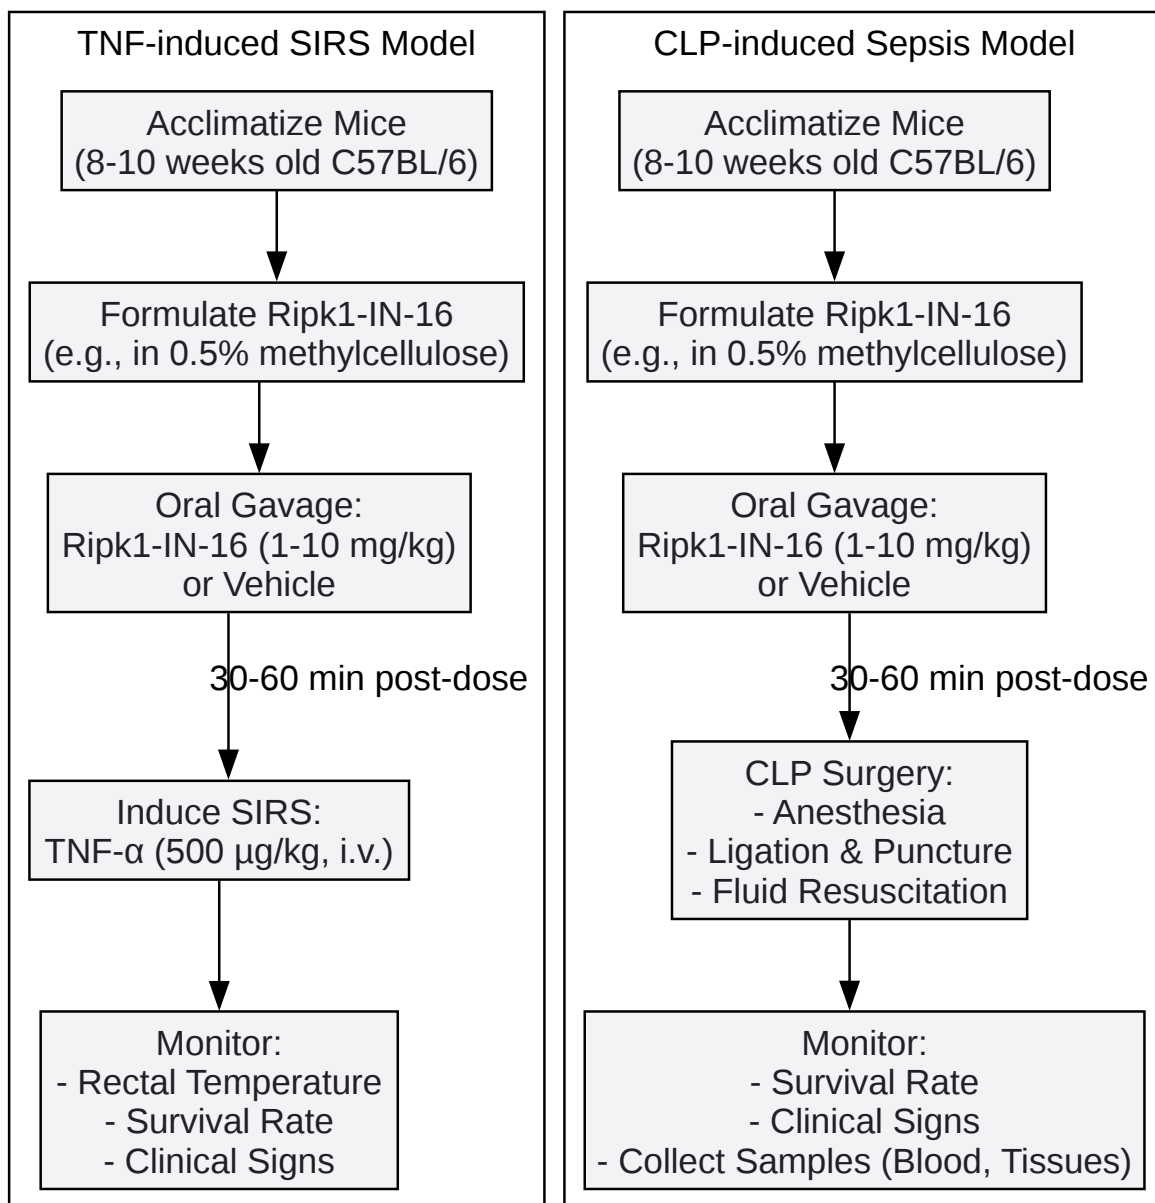 TNF-induced SIRS Model
Acclimatize Mice
(8-10 weeks old C57BL/6)
Formulate Ripk1-IN-16
(e.g., in 0.5% methylcellulose)
Oral Gavage:
Ripk1-IN-16 (1-10 mg/kg)
or Vehicle
30-60 min post-dose
Induce SIRS:
TNF-α (500 µg/kg, i.v.)
Monitor:
- Rectal Temperature
- Survival Rate
- Clinical Signs
CLP-induced Sepsis Model
Acclimatize Mice
(8-10 weeks old C57BL/6)
Formulate Ripk1-IN-16
(e.g., in 0.5% methylcellulose)
Oral Gavage:
Ripk1-IN-16 (1-10 mg/kg)
or Vehicle
30-60 min post-dose
CLP Surgery:
- Anesthesia
- Ligation & Puncture
- Fluid Resuscitation
Monitor:
- Survival Rate
- Clinical Signs
- Collect Samples (Blood, Tissues)